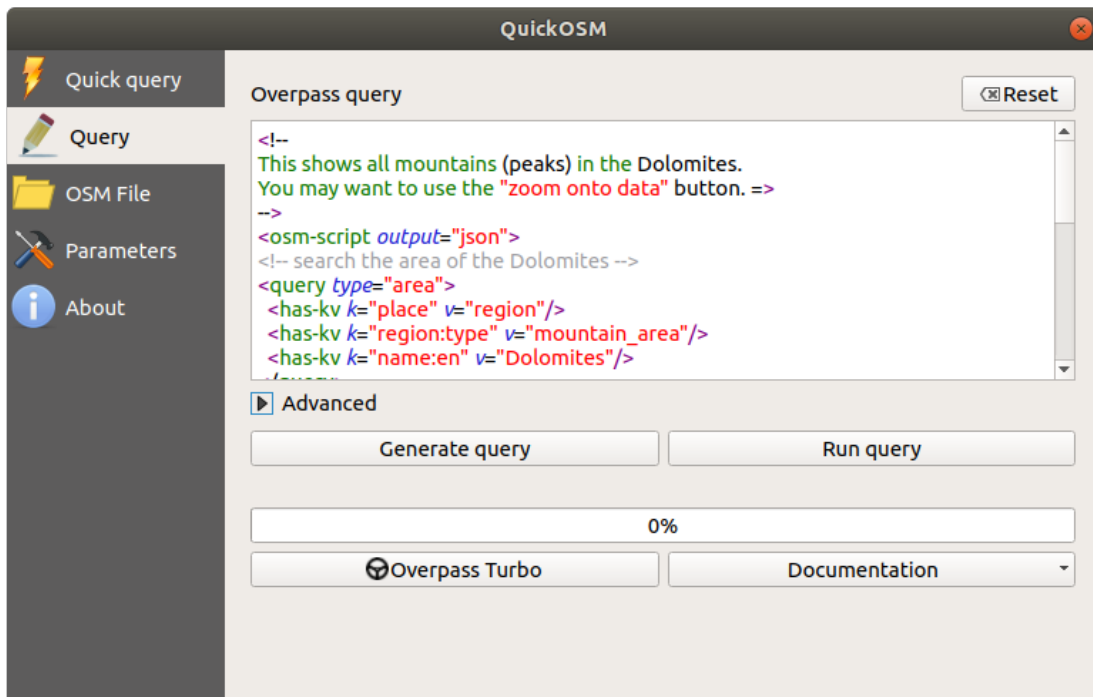 QuickOSM
Quick query
Query
OSM File
Parameters
About
Overpass query
Reset
<!--
This shows all mountains (peaks) in the Dolomites.
You may want to use the "zoom onto data" button. =>
-->
<osm-script output="json">
<!-- search the area of the Dolomites -->
<query type="area">
<has-kv k="place" v="region"/>
<has-kv k="region:type" v="mountain_area"/>
<has-kv k="name:en" v="Dolomites"/>
Advanced
Generate query
Run query
0%
Overpass Turbo
Documentation